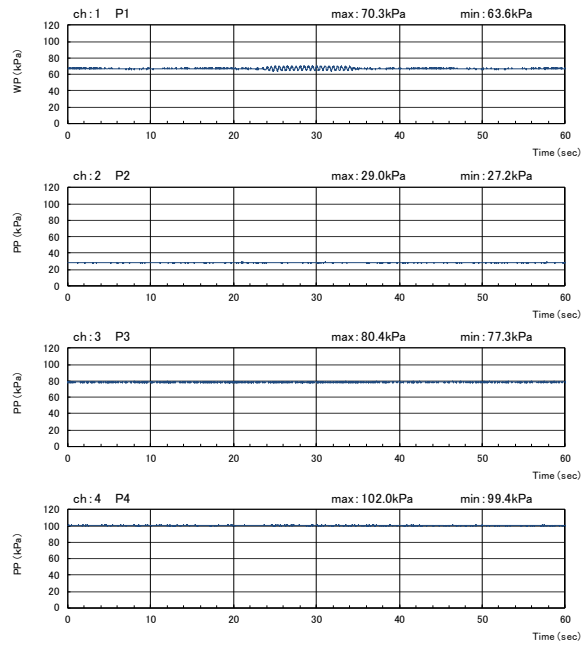 ch:1 P1 max:70.3kPa min:63.6kPa
120
100
80
60
40
20
0
WP(kPa)
0 10 20 30 40 50 60
Time(sec)
ch:2 P2 max:29.0kPa min:27.2kPa
120
100
80
60
40
20
0
PP(kPa)
0 10 20 30 40 50 60
Time(sec)
ch:3 P3 max:80.4kPa min:77.3kPa
120
100
80
60
40
20
0
PP(kPa)
0 10 20 30 40 50 60
Time(sec)
ch:4 P4 max:102.0kPa min:99.4kPa
120
100
80
60
40
20
0
PP(kPa)
0 10 20 30 40 50 60
Time(sec)